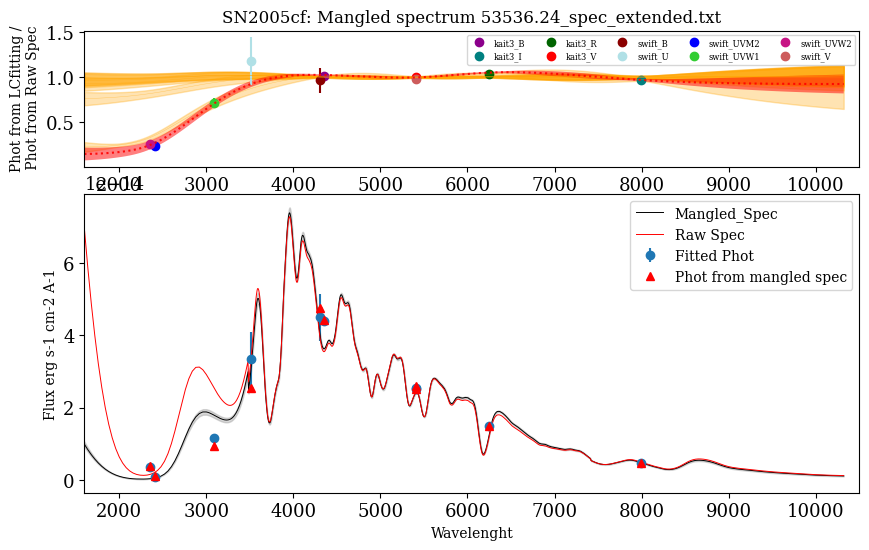 SN2005cf: Mangled spectrum 53536.24_spec_extended.txt
Phot from LCfitting /
Phot from Raw Spec
1.5
1.0
0.5
kait3_B kait3_R swift_B swift_UVM2 swift_UVW2
kait3_I kait3_V swift_U swift_UVW1 swift_V
2000 3000 4000 5000 6000 7000 8000 9000 10000
1e−14
Flux erg s-1 cm-2 A-1
6
4
2
0
Mangled_Spec
Raw Spec
Fitted Phot
Phot from mangled spec
2000 3000 4000 5000 6000 7000 8000 9000 10000
Wavelenght